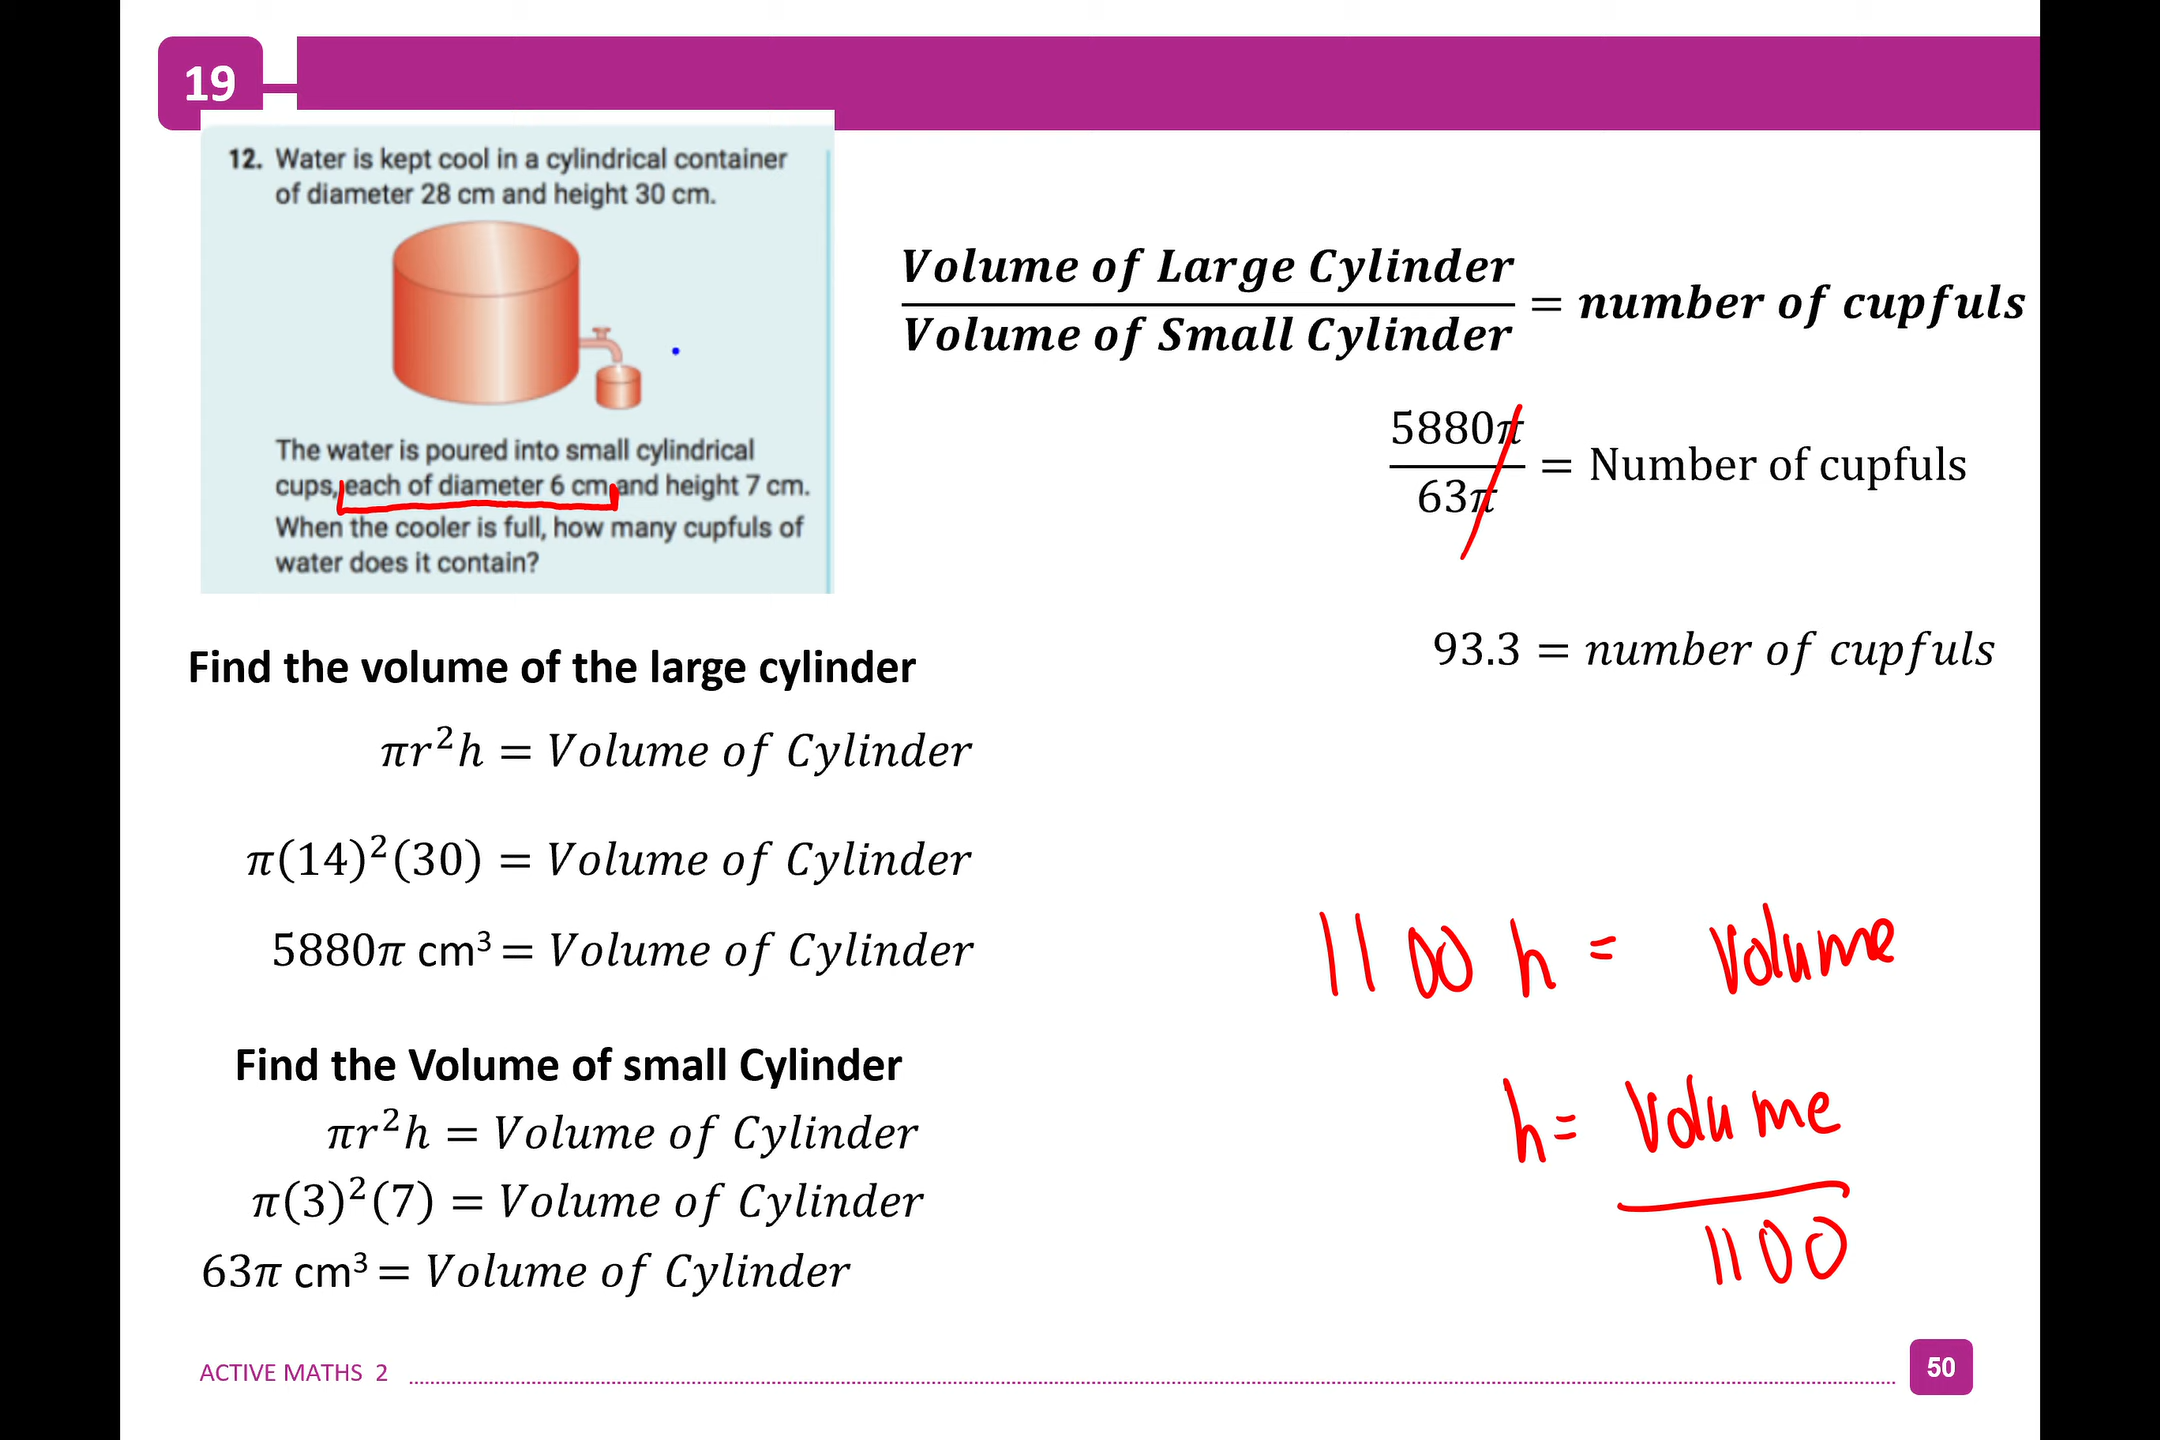 19
12. Water is kept cool in a cylindrical container
of diameter 28 cm and height 30 cm.
The water is poured into small cylindrical
cups, each of diameter 6 cm and height 7 cm.
When the cooler is full, how many cupfuls of
water does it contain?
Find the volume of the large cylinder
πr²h = Volume of Cylinder
π(14)²(30) = Volume of Cylinder
5880π cm³ = Volume of Cylinder
Find the Volume of small Cylinder
πr²h = Volume of Cylinder
π(3)²(7) = Volume of Cylinder
63π cm³ = Volume of Cylinder
Volume of Large Cylinder
Volume of Small Cylinder
= number of cupfuls
5880π
63π
= Number of cupfuls
93.3 = number of cupfuls
1100 h = Volume
h = Volume
1100
ACTIVE MATHS 2
50